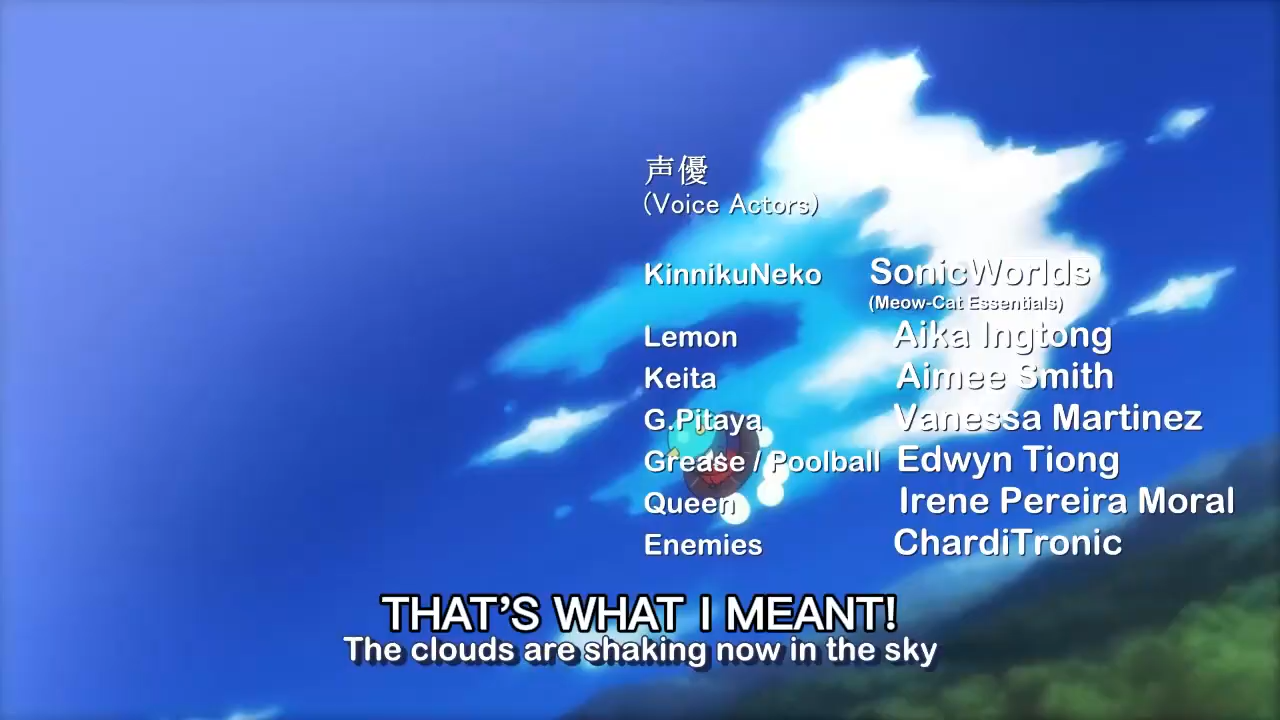 声優
(Voice Actors)
KinnikuNeko SonicWorlds
(Meow-Cat Essentials)
Lemon Aika Ingtong
Keita Aimee Smith
G.Pitaya Vanessa Martinez
Grease / Poolball Edwyn Tiong
Queen Irene Pereira Moral
Enemies ChardiTronic
THAT'S WHAT I MEANT!
The clouds are shaking now in the sky